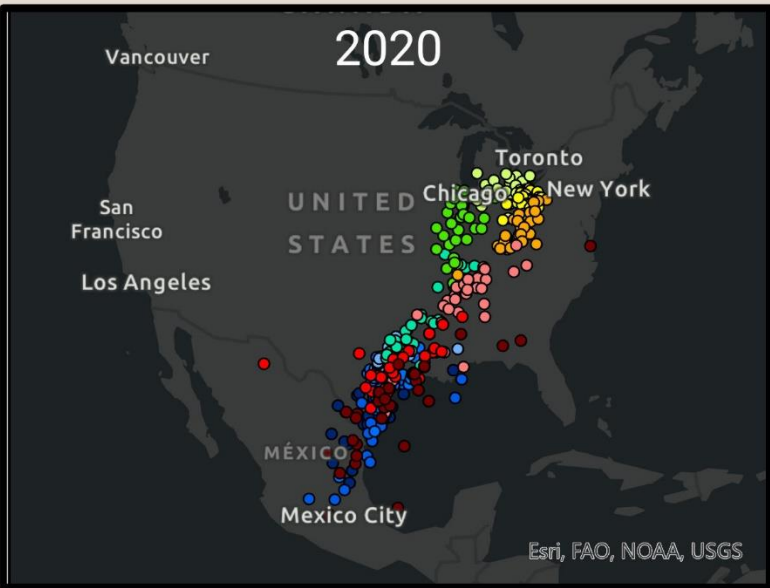 2020
Vancouver
Toronto
Chicago
New York
UNITED
STATES
San
Francisco
Los Angeles
MÉXICO
Mexico City
Esri, FAO, NOAA, USGS